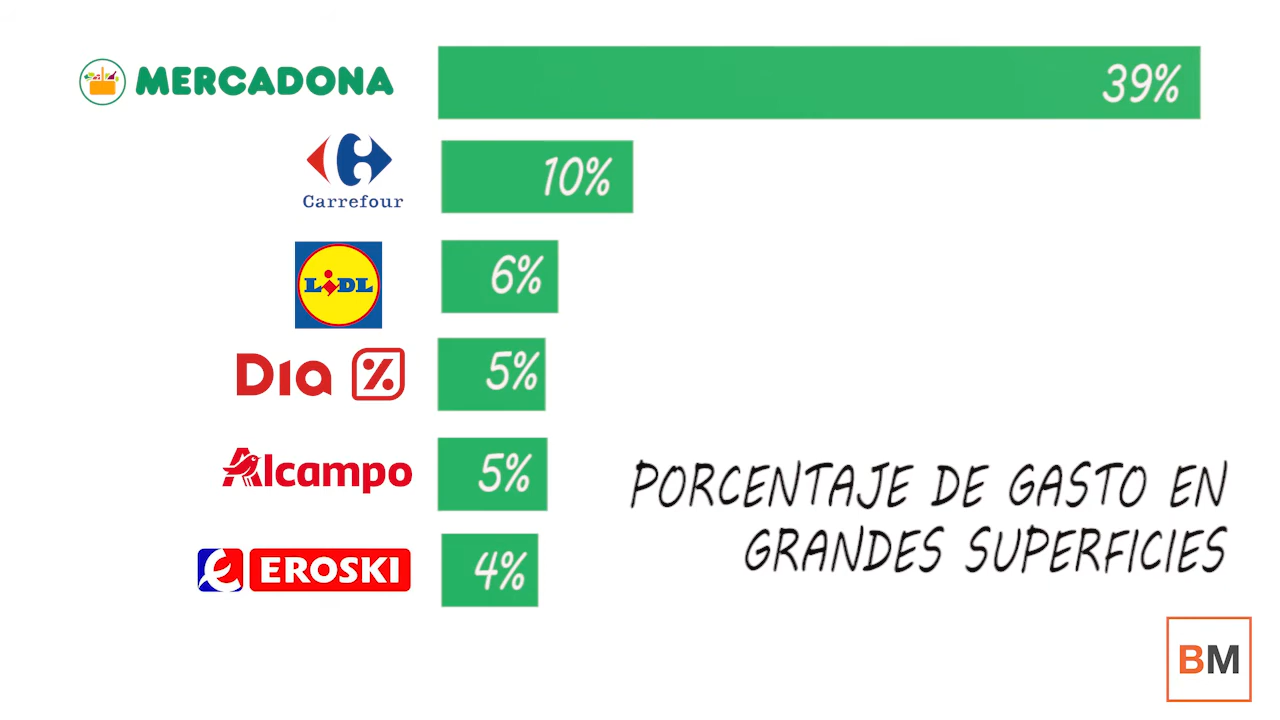 MERCADONA
39%
Carrefour
10%
LIDL
6%
Dia %
5%
Alcampo
5%
EROSKI
4%
PORCENTAJE DE GASTO EN
GRANDES SUPERFICIES
BM